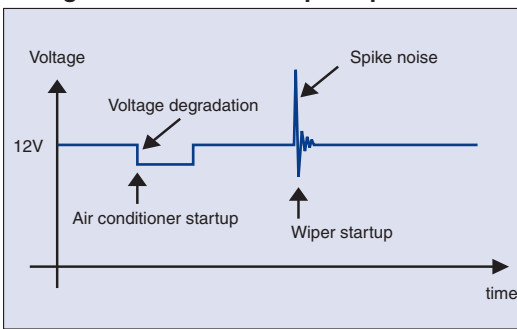 Voltage
Spike noise
Voltage degradation
12V
Air conditioner startup
Wiper startup
time